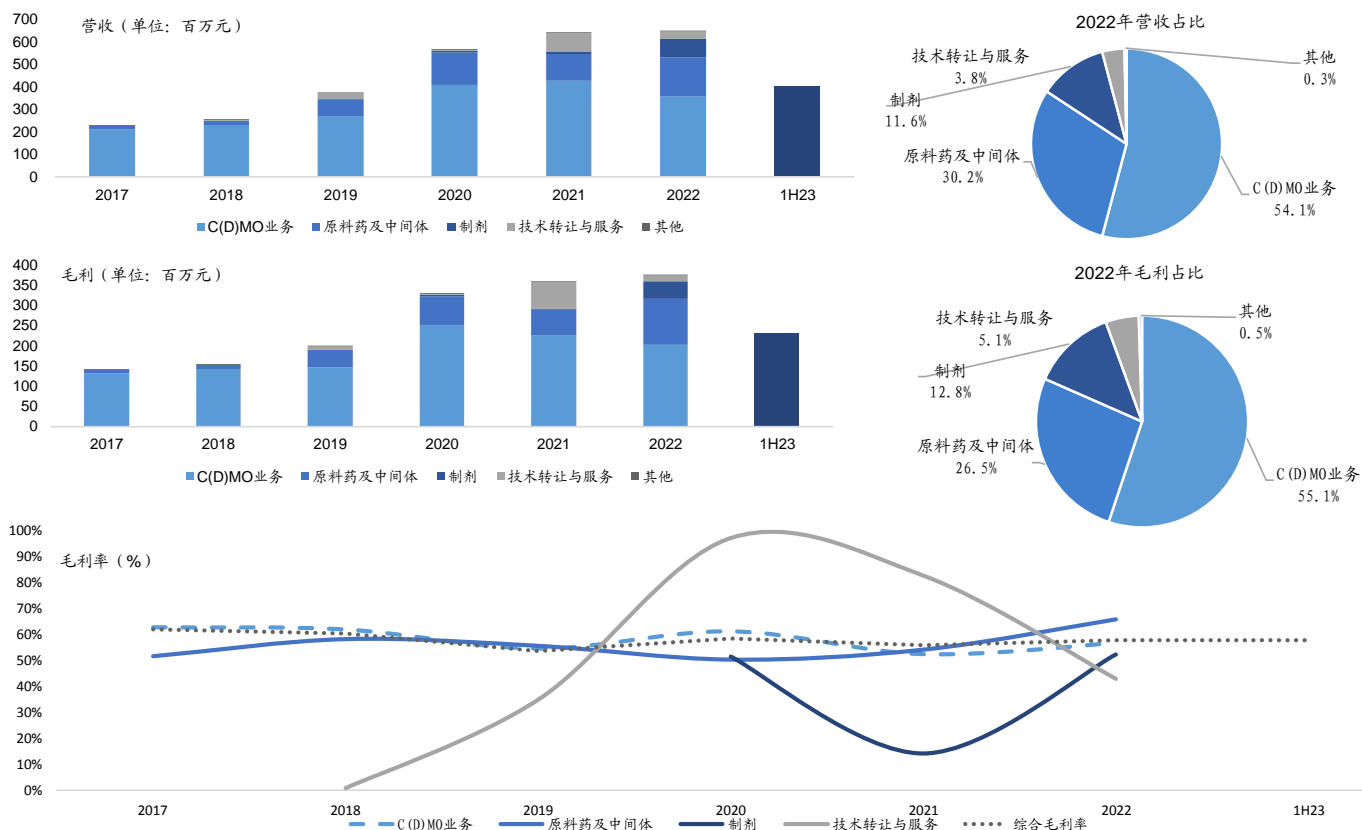 营收（单位：百万元）
700
600
500
400
300
200
100
0
2017 2018 2019 2020 2021 2022 1H23
C(D)MO业务 原料药及中间体 制剂 技术转让与服务 其他
2022年营收占比
技术转让与服务
3.8%
其他
0.3%
制剂
11.6%
原料药及中间体
30.2%
C(D)MO业务
54.1%
毛利（单位：百万元）
400
350
300
250
200
150
100
50
0
2017 2018 2019 2020 2021 2022 1H23
C(D)MO业务 原料药及中间体 制剂 技术转让与服务 其他
2022年毛利占比
技术转让与服务
5.1%
其他
0.5%
制剂
12.8%
原料药及中间体
26.5%
C(D)MO业务
55.1%
毛利率（%）
100%
90%
80%
70%
60%
50%
40%
30%
20%
10%
0%
2017 2018 2019 2020 2021 2022 1H23
C(D)MO业务 原料药及中间体 制剂 技术转让与服务 综合毛利率